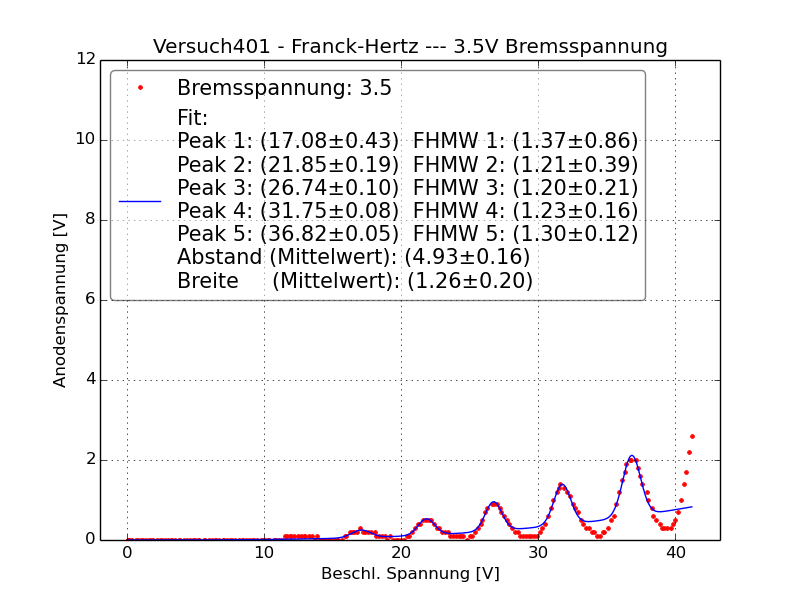 Versuch401 - Franck-Hertz --- 3.5V Bremsspannung
Bremsspannung: 3.5
Fit:
Peak 1: (17.08±0.43)  FHMW 1: (1.37±0.86)
Peak 2: (21.85±0.19)  FHMW 2: (1.21±0.39)
Peak 3: (26.74±0.10)  FHMW 3: (1.20±0.21)
Peak 4: (31.75±0.08)  FHMW 4: (1.23±0.16)
Peak 5: (36.82±0.05)  FHMW 5: (1.30±0.12)
Abstand (Mittelwert): (4.93±0.16)
Breite     (Mittelwert): (1.26±0.20)
Anodenspannung [V]
12
10
8
6
4
2
0
0 10 20 30 40
Beschl. Spannung [V]